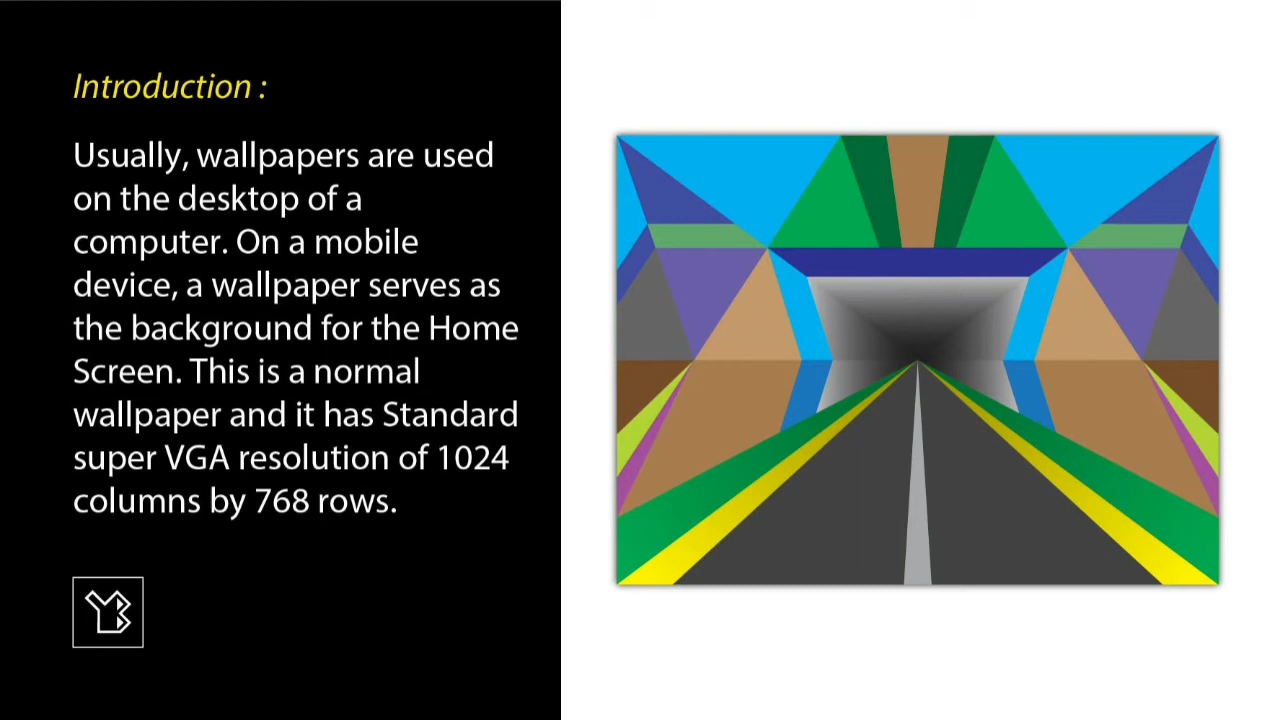 Introduction :
Usually, wallpapers are used
on the desktop of a
computer. On a mobile
device, a wallpaper serves as
the background for the Home
Screen. This is a normal
wallpaper and it has Standard
super VGA resolution of 1024
columns by 768 rows.